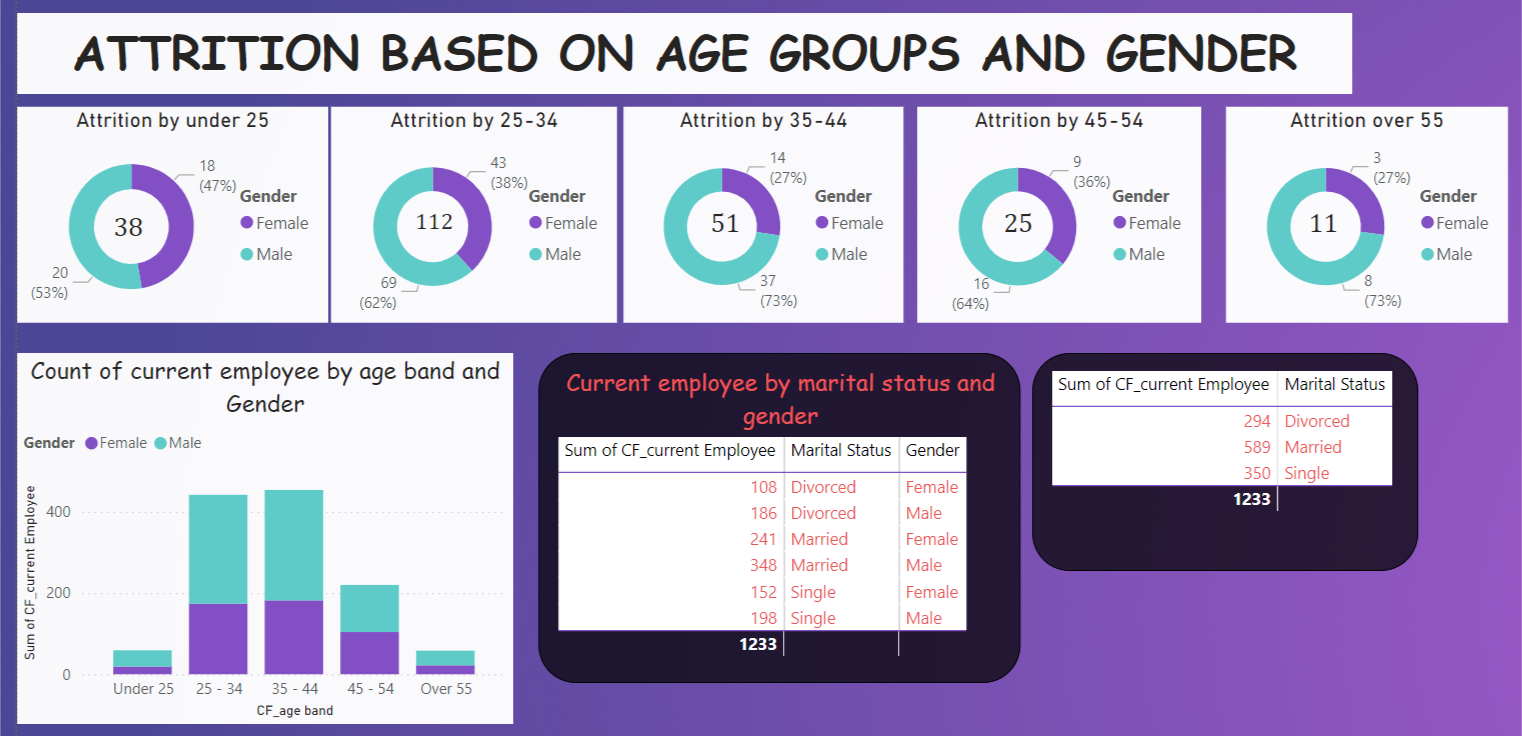 ATTRITION BASED ON AGE GROUPS AND GENDER
Attrition by under 25
18
(47%)
38
20
(53%)
Gender
Female
Male
Attrition by 25-34
43
(38%)
112
69
(62%)
Gender
Female
Male
Attrition by 35-44
14
(27%)
51
37
(73%)
Gender
Female
Male
Attrition by 45-54
9
(36%)
25
16
(64%)
Gender
Female
Male
Attrition over 55
3
(27%)
11
8
(73%)
Gender
Female
Male
Count of current employee by age band and
Gender
Gender Female Male
Sum of CF_current Employee
400
200
0
Under 25 25 - 34 35 - 44 45 - 54 Over 55
CF_age band
Current employee by marital status and
gender
Sum of CF_current Employee Marital Status Gender
108 Divorced Female
186 Divorced Male
241 Married Female
348 Married Male
152 Single Female
198 Single Male
1233
Sum of CF_current Employee Marital Status
294 Divorced
589 Married
350 Single
1233